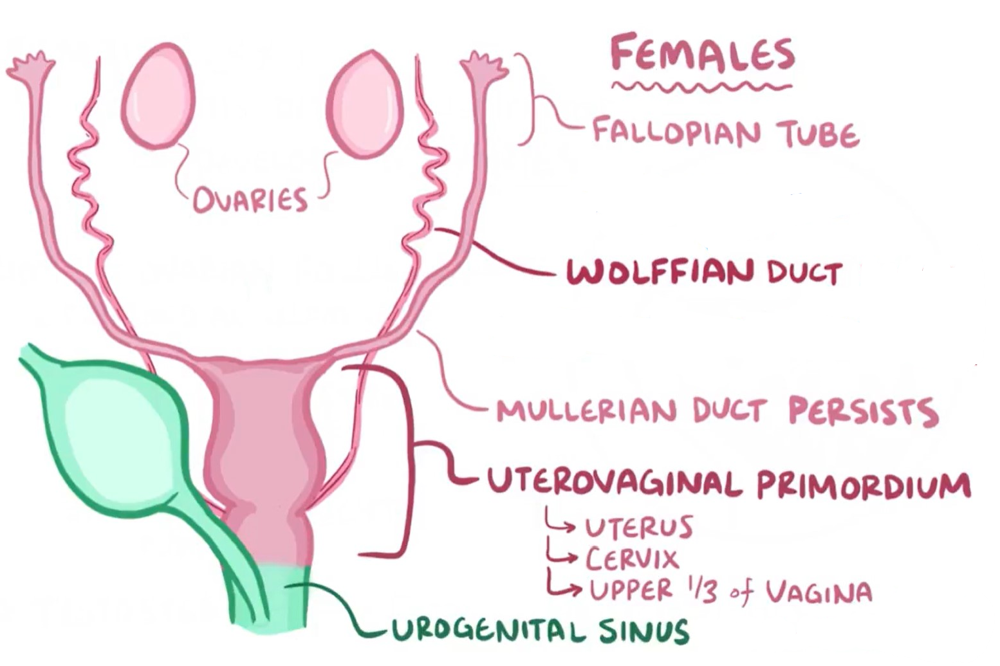 FEMALES
FALLOPIAN TUBE
OVARIES
WOLFFIAN DUCT
MULLERIAN DUCT PERSISTS
UTEROVAGINAL PRIMORDIUM
UTERUS
CERVIX
UPPER 1/3 of VAGINA
UROGENITAL SINUS